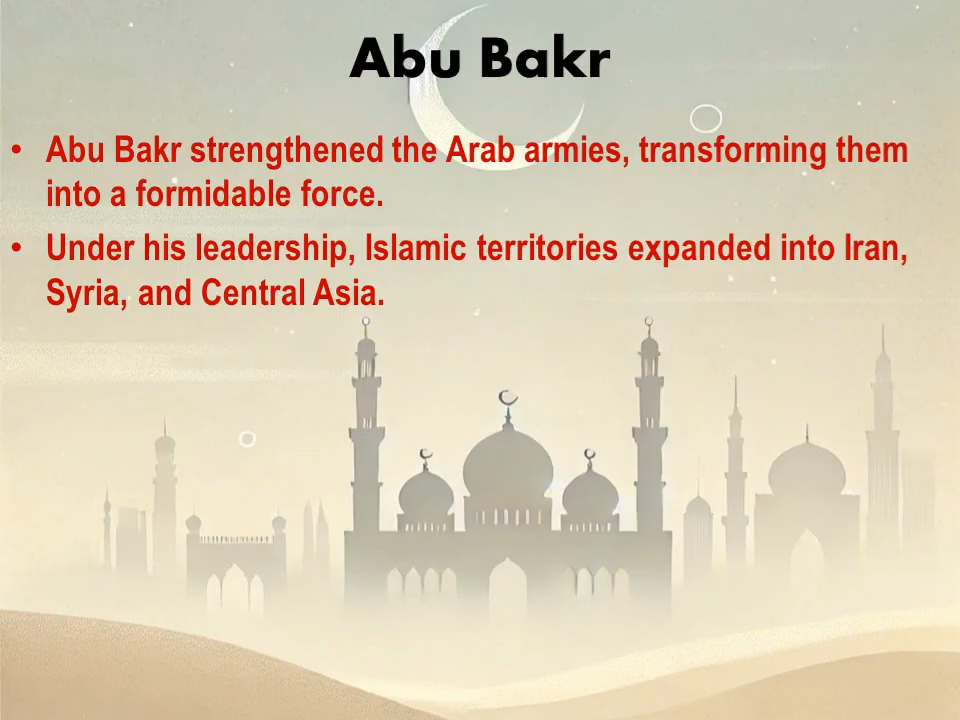 Abu Bakr
• Abu Bakr strengthened the Arab armies, transforming them
into a formidable force.
• Under his leadership, Islamic territories expanded into Iran,
Syria, and Central Asia.